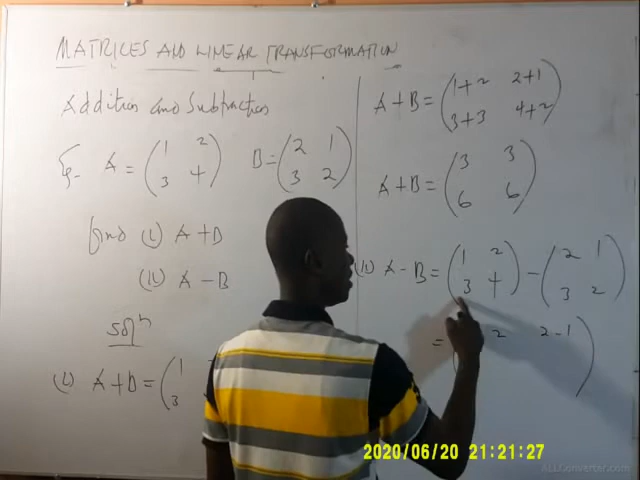 MATRICES AND LINEAR TRANSFORMATION
Addition and Subtraction
Eg. A = (1 2
3 4) B = (2 1
3 2)
find (i) A+B
(ii) A - B
Soln
(i) A+B = (1
3
A+B = (1+2 2+1
3+3 4+2)
A+B = (3 3
6 6)
(ii) A - B = (1 2
3 4) - (2 1
3 2)
= ( 2 2-1 )
2020/06/20 21:21:27
ALLConverter.com